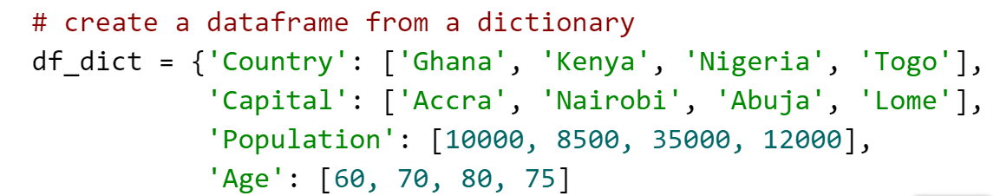 # create a dataframe from a dictionary
df_dict = {'Country': ['Ghana', 'Kenya', 'Nigeria', 'Togo'],
'Capital': ['Accra', 'Nairobi', 'Abuja', 'Lome'],
'Population': [10000, 8500, 35000, 12000],
'Age': [60, 70, 80, 75]